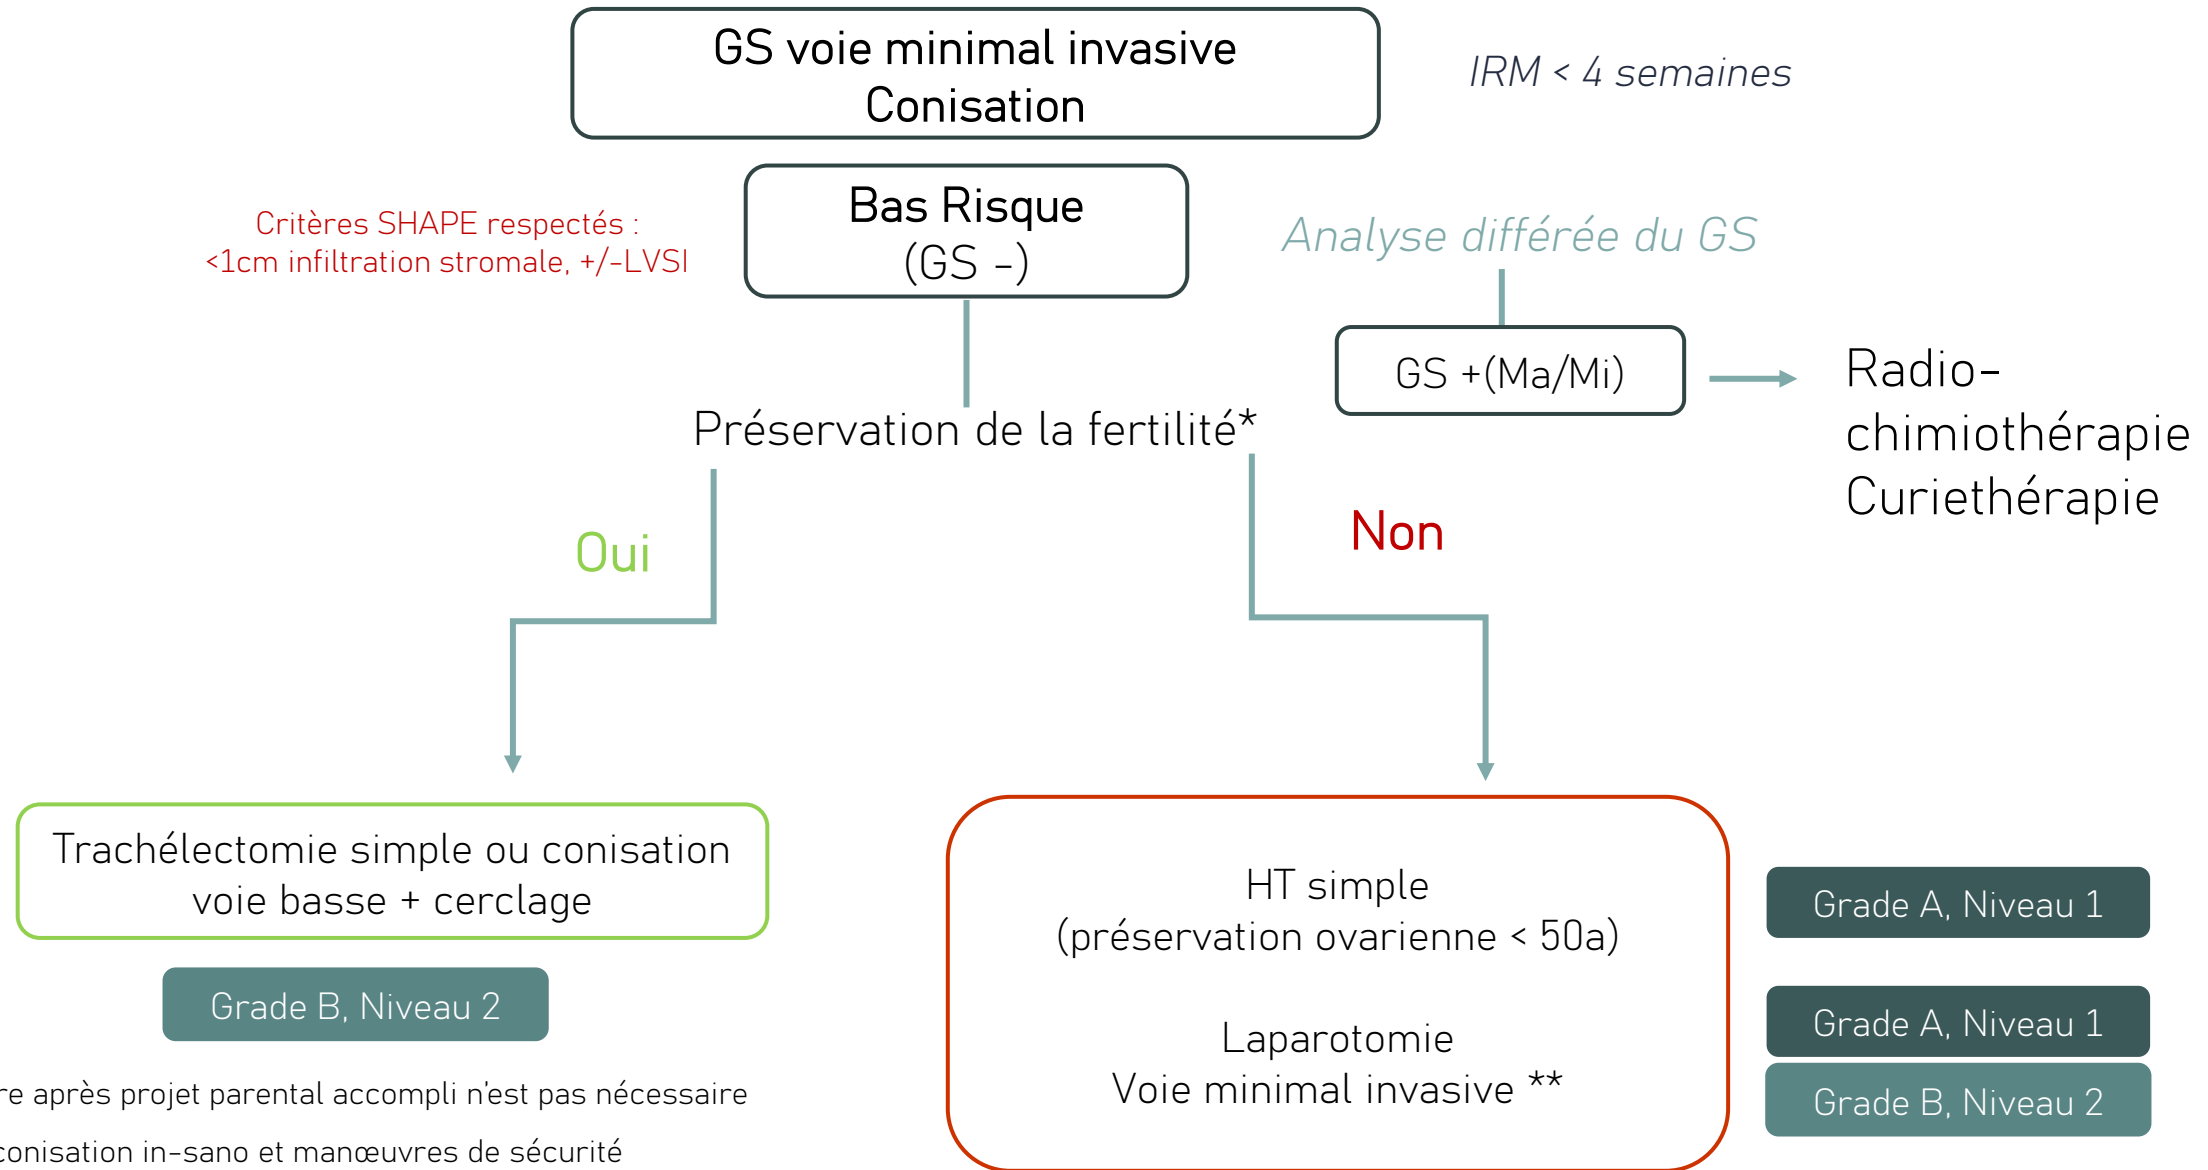 GS voie minimal invasive
Conisation
IRM < 4 semaines
Critères SHAPE respectés :
<1cm infiltration stromale, +/-LVSI
Bas Risque
(GS -)
Analyse différée du GS
GS +(Ma/Mi)
Radio-
chimiothérapie
Curiethérapie
Préservation de la fertilité*
Oui
Non
Trachélectomie simple ou conisation
voie basse + cerclage
Grade B, Niveau 2
HT simple
(préservation ovarienne < 50a)
Laparotomie
Voie minimal invasive **
Grade A, Niveau 1
Grade A, Niveau 1
Grade B, Niveau 2
après projet parental accompli n'est pas nécessaire
conisation in-sano et manœuvres de sécurité